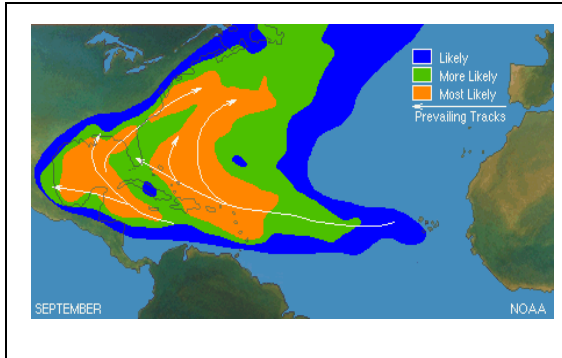 Likely
More Likely
Most Likely
Prevailing Tracks
SEPTEMBER
NOAA